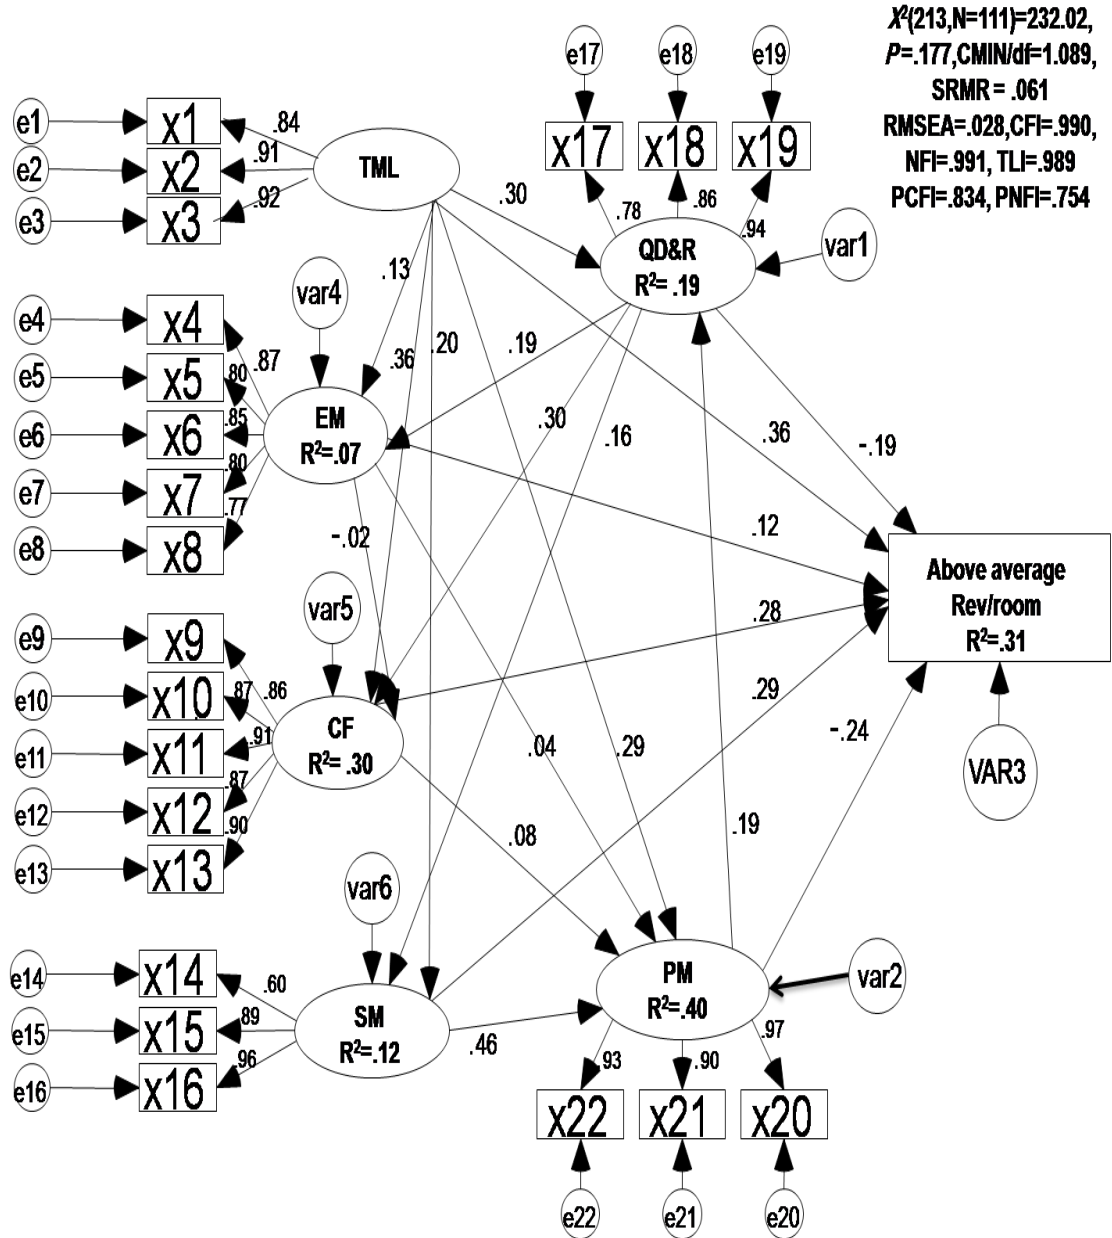 X²(213,N=111)=232.02,
P=.177,CMIN/df=1.089,
SRMR = .061
RMSEA=.028,CFI=.990,
NFI=.991, TLI=.989
PCFI=.834, PNFI=.754
e17
e18
e19
x17
x18
x19
.78
.86
.94
QD&R
R²= .19
var1
e1
x1
.84
e2
x2
.91
e3
x3
.92
TML
.30
.13
.36
.20
var4
e4
x4
.87
e5
x5
.80
e6
x6
.85
e7
x7
.80
e8
x8
.77
EM
R²=.07
.19
.30
.16
.36
-.19
-.02
.12
Above average
Rev/room
R²=.31
VAR3
var5
e9
x9
.86
e10
x10
.87
e11
x11
.91
e12
x12
.87
e13
x13
.90
CF
R²= .30
.28
.29
-.24
.04
.29
.19
.08
var6
e14
x14
.60
e15
x15
.89
e16
x16
.96
SM
R²=.12
.46
PM
R²=.40
var2
.93
.90
.97
x22
x21
x20
e22
e21
e20